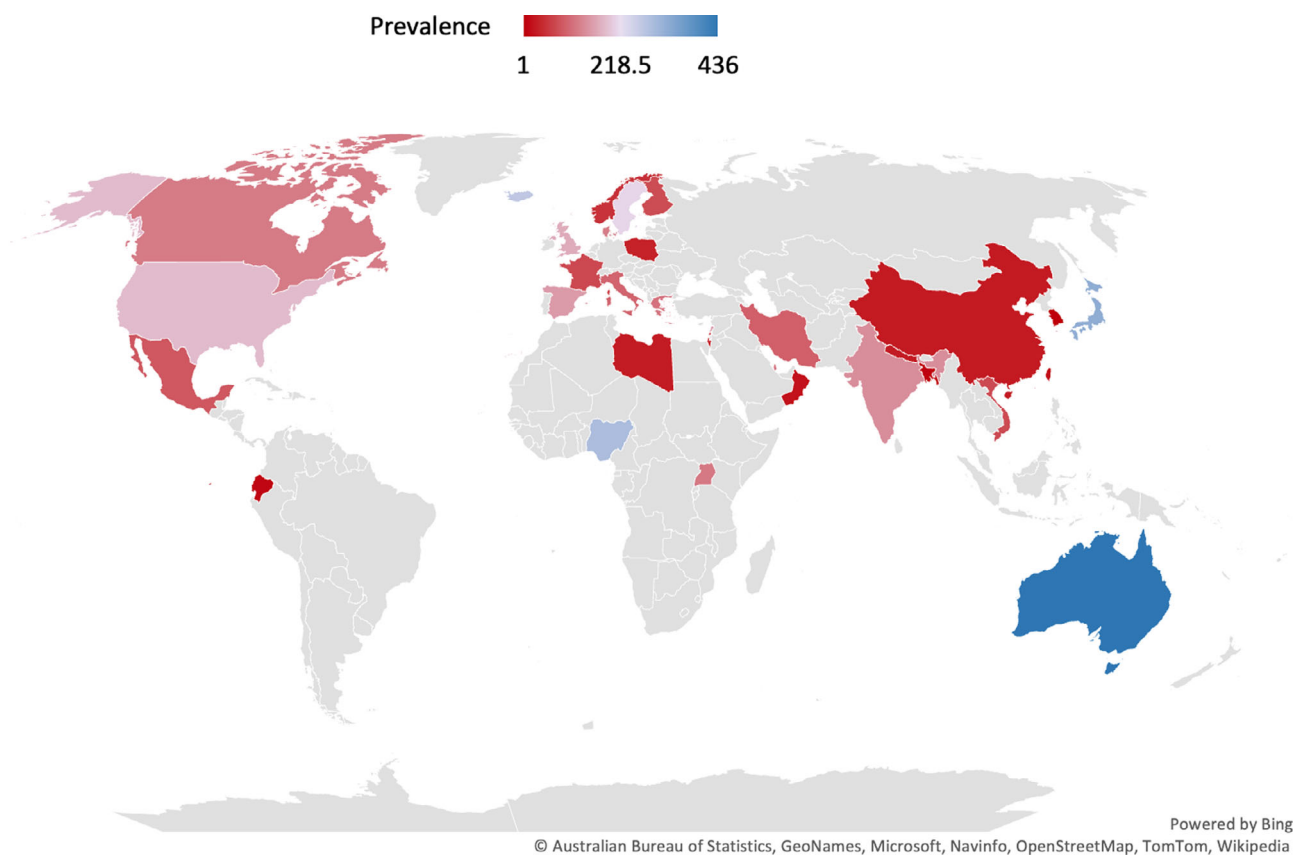 Prevalence
1 218.5 436
Powered by Bing
© Australian Bureau of Statistics, GeoNames, Microsoft, Navinfo, OpenStreetMap, TomTom, Wikipedia